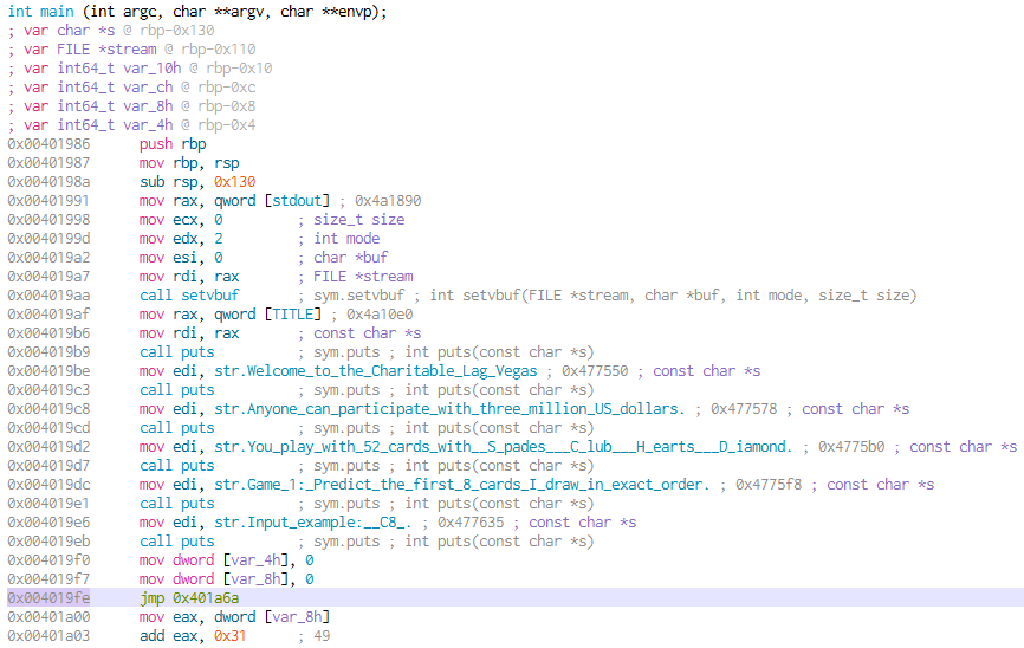 int main (int argc, char **argv, char **envp);
; var char *s @ rbp-0x130
; var FILE *stream @ rbp-0x110
; var int64_t var_10h @ rbp-0x10
; var int64_t var_ch @ rbp-0xc
; var int64_t var_8h @ rbp-0x8
; var int64_t var_4h @ rbp-0x4
0x00401986 push rbp
0x00401987 mov rbp, rsp
0x0040198a sub rsp, 0x130
0x00401991 mov rax, qword [stdout] ; 0x4a1890
0x00401998 mov ecx, 0 ; size_t size
0x0040199d mov edx, 2 ; int mode
0x004019a2 mov esi, 0 ; char *buf
0x004019a7 mov rdi, rax ; FILE *stream
0x004019aa call setvbuf ; sym.setvbuf ; int setvbuf(FILE *stream, char *buf, int mode, size_t size)
0x004019af mov rax, qword [TITLE] ; 0x4a10e0
0x004019b6 mov rdi, rax ; const char *s
0x004019b9 call puts ; sym.puts ; int puts(const char *s)
0x004019be mov edi, str.Welcome_to_the_Charitable_Lag_Vegas ; 0x477550 ; const char *s
0x004019c3 call puts ; sym.puts ; int puts(const char *s)
0x004019c8 mov edi, str.Anyone_can_participate_with_three_million_US_dollars. ; 0x477578 ; const char *s
0x004019cd call puts ; sym.puts ; int puts(const char *s)
0x004019d2 mov edi, str.You_play_with_52_cards_with__S_pades___C_lub___H_earts___D_iamond. ; 0x4775b0 ; const char *s
0x004019d7 call puts ; sym.puts ; int puts(const char *s)
0x004019dc mov edi, str.Game_1:_Predict_the_first_8_cards_I_draw_in_exact_order. ; 0x4775f8 ; const char *s
0x004019e1 call puts ; sym.puts ; int puts(const char *s)
0x004019e6 mov edi, str.Input_example:__C8_. ; 0x477635 ; const char *s
0x004019eb call puts ; sym.puts ; int puts(const char *s)
0x004019f0 mov dword [var_4h], 0
0x004019f7 mov dword [var_8h], 0
0x004019fe jmp 0x401a6a
0x00401a00 mov eax, dword [var_8h]
0x00401a03 add eax, 0x31 ; 49